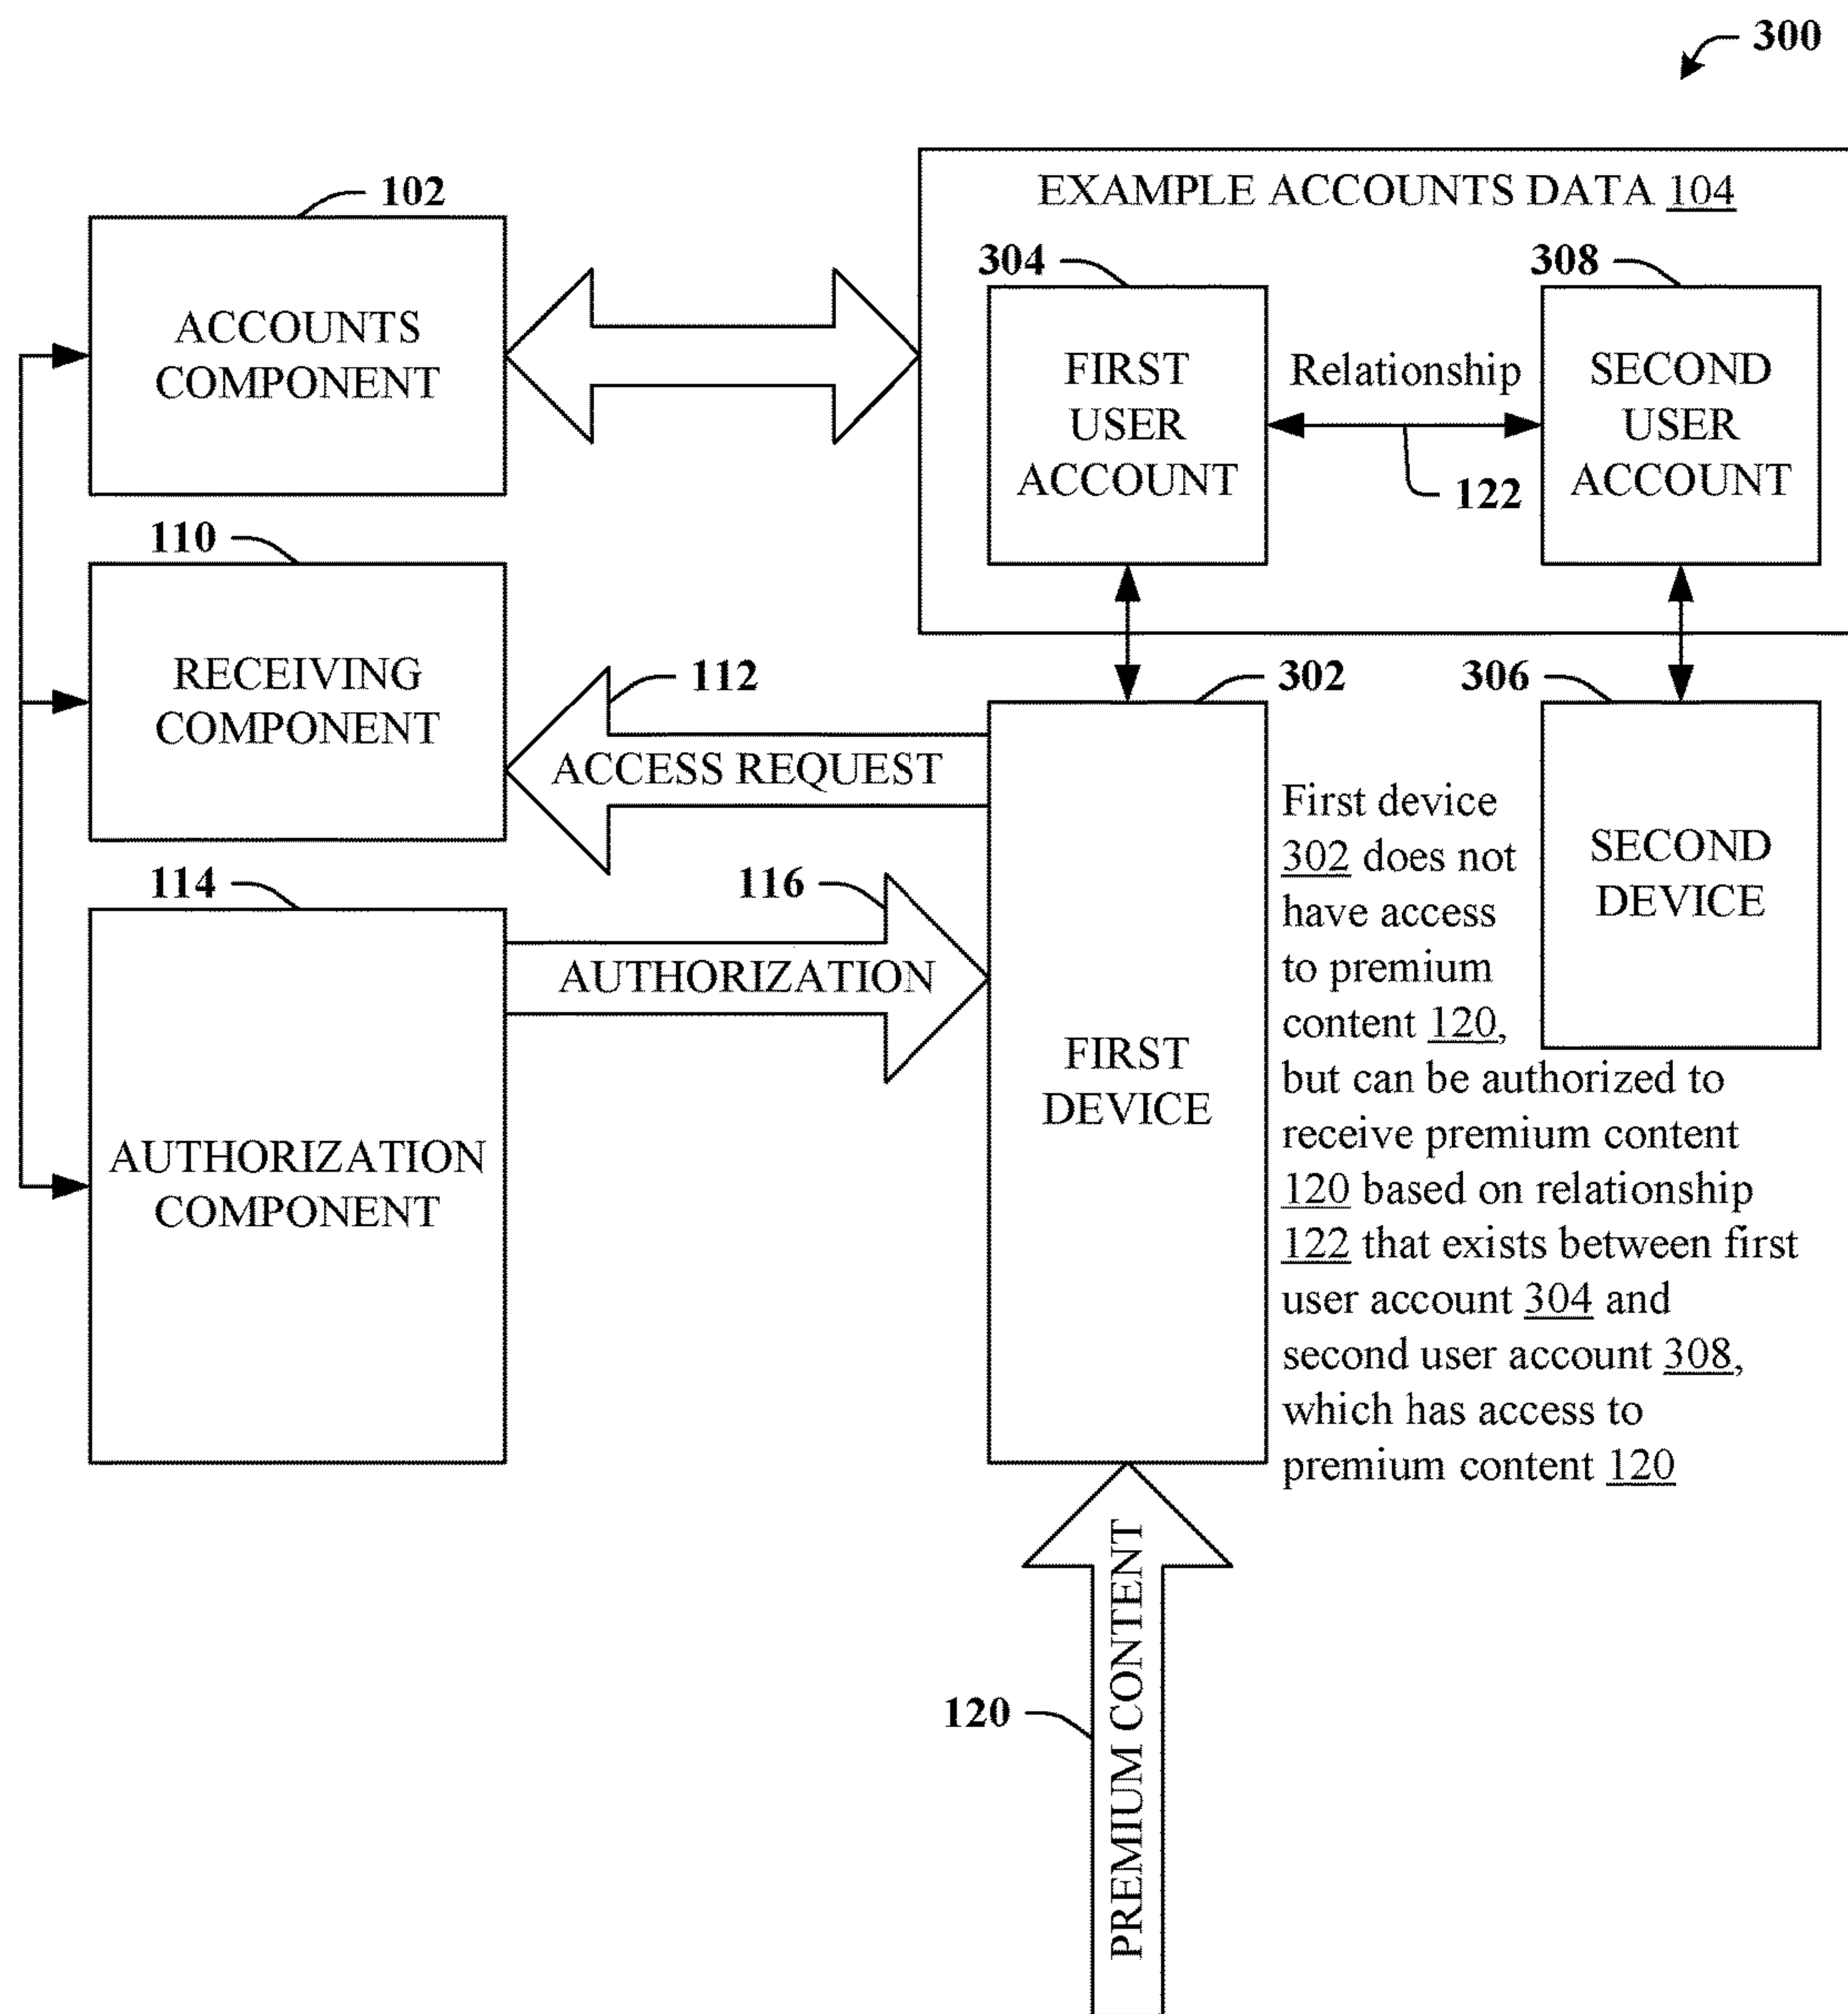 300
102
EXAMPLE ACCOUNTS DATA 104
304
308
ACCOUNTS
COMPONENT
FIRST
USER
ACCOUNT
Relationship
122
SECOND
USER
ACCOUNT
110
RECEIVING
COMPONENT
112
ACCESS REQUEST
302
306
114
116
AUTHORIZATION
AUTHORIZATION
COMPONENT
FIRST
DEVICE
SECOND
DEVICE
First device
302 does not
have access
to premium
content 120,
but can be authorized to
receive premium content
120 based on relationship
122 that exists between first
user account 304 and
second user account 308,
which has access to
premium content 120
120
PREMIUM CONTENT